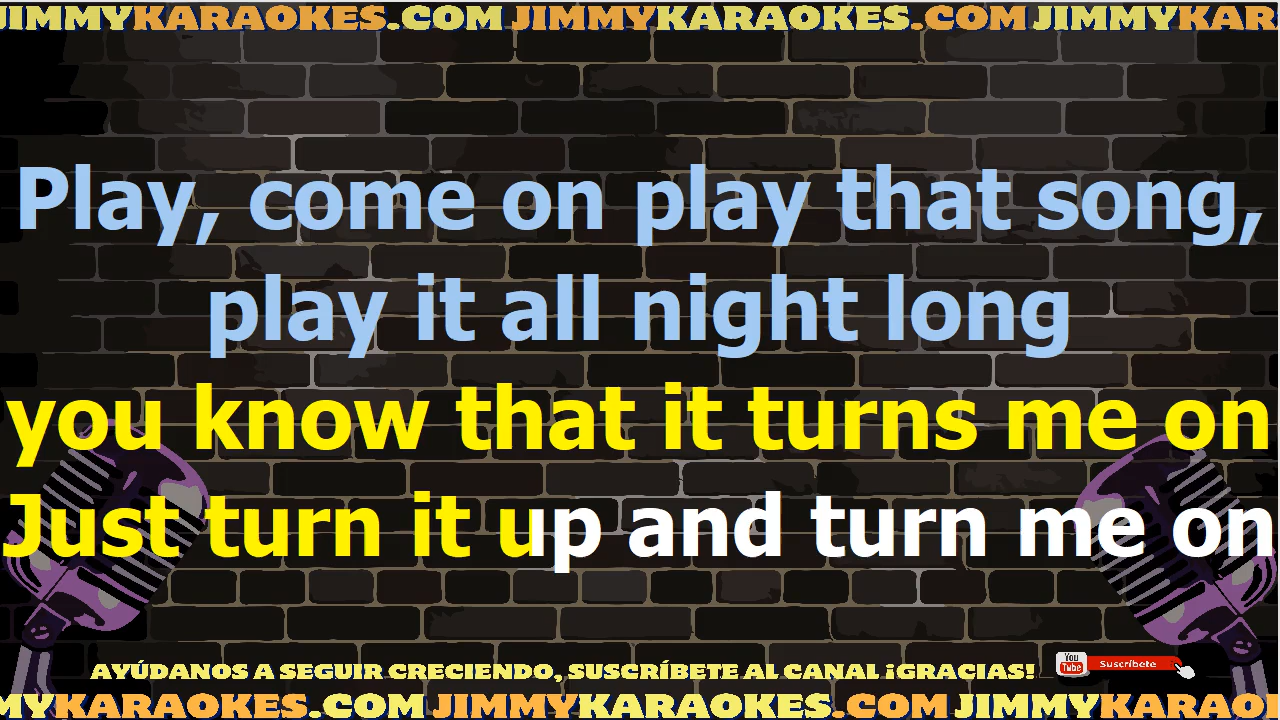 JIMMYKARAOKES.COM JIMMYKARAOKES.COM JIMMYKAR
Play, come on play that song,
play it all night long
you know that it turns me on
Just turn it up and turn me on
AYÚDANOS A SEGUIR CRECIENDO, SUSCRÍBETE AL CANAL ¡GRACIAS!
You Tube Suscríbete
MYKARAOKES.COM JIMMYKARAOKES.COM JIMMYKARAOK